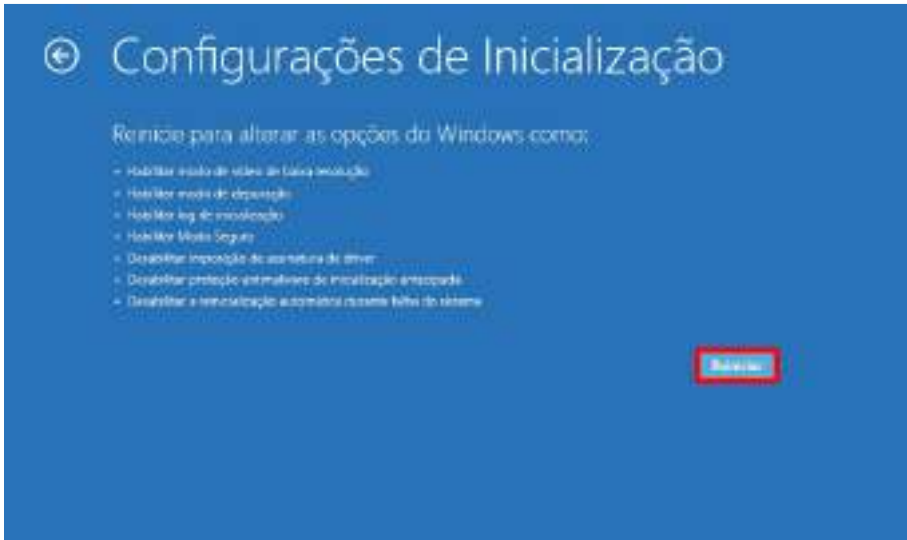 Configurações de Inicialização
Reinicie para alterar as opções do Windows como:
Habilitar modo de vídeo de baixa resolução
Habilitar modo de depuração
Habilitar log de inicialização
Habilitar Modo Seguro
Desabilitar imposição de assinatura de driver
Desabilitar proteção antimalware de inicialização antecipada
Desabilitar a reinicialização automática durante falha do sistema
Reiniciar